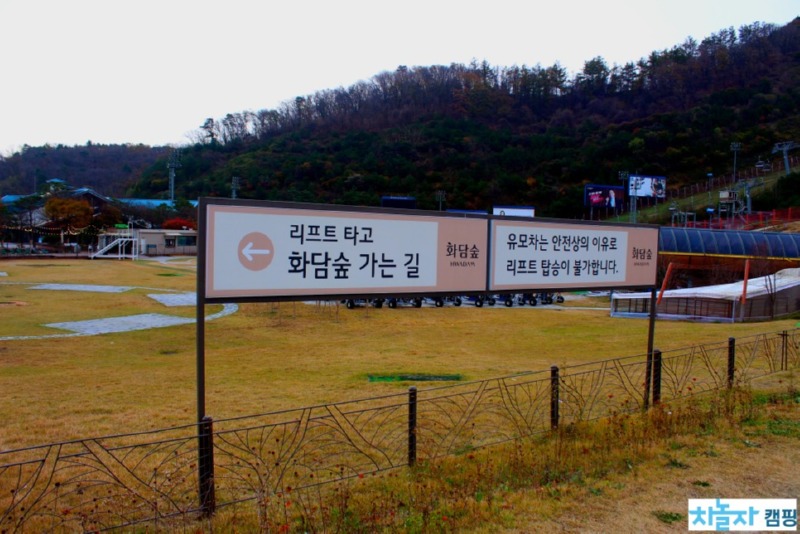 리프트 타고
화담숲 가는 길
화담숲
HWADAM
유모차는 안전상의 이유로
리프트 탑승이 불가합니다.
화담숲
차놀자 캠핑